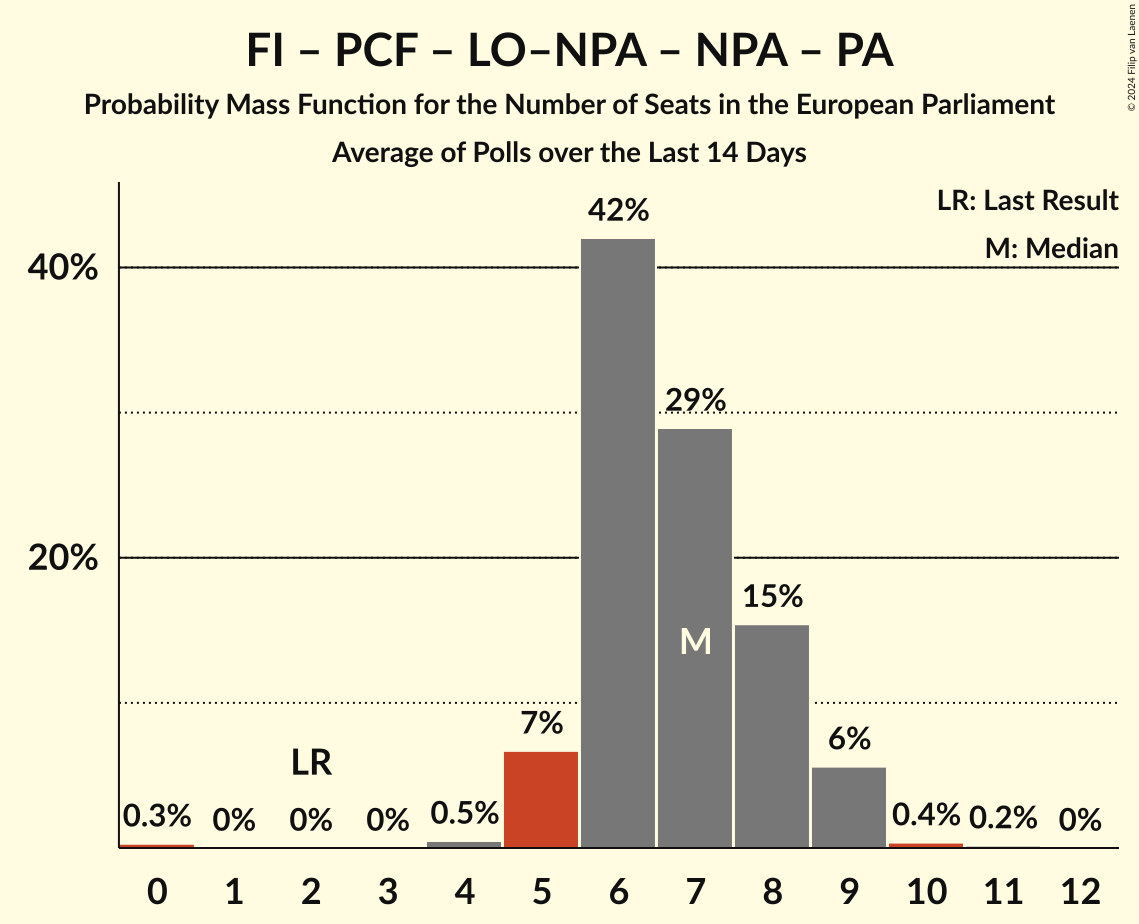 FI – PCF – LO–NPA – NPA – PA
Probability Mass Function for the Number of Seats in the European Parliament
Average of Polls over the Last 14 Days
© 2024 Filip van Laenen
LR: Last Result
M: Median
42%
40%
29%
20%
15%
M
7%
6%
LR
0.3% 0% 0% 0% 0.5% 0.4% 0.2% 0%
0 1 2 3 4 5 6 7 8 9 10 11 12